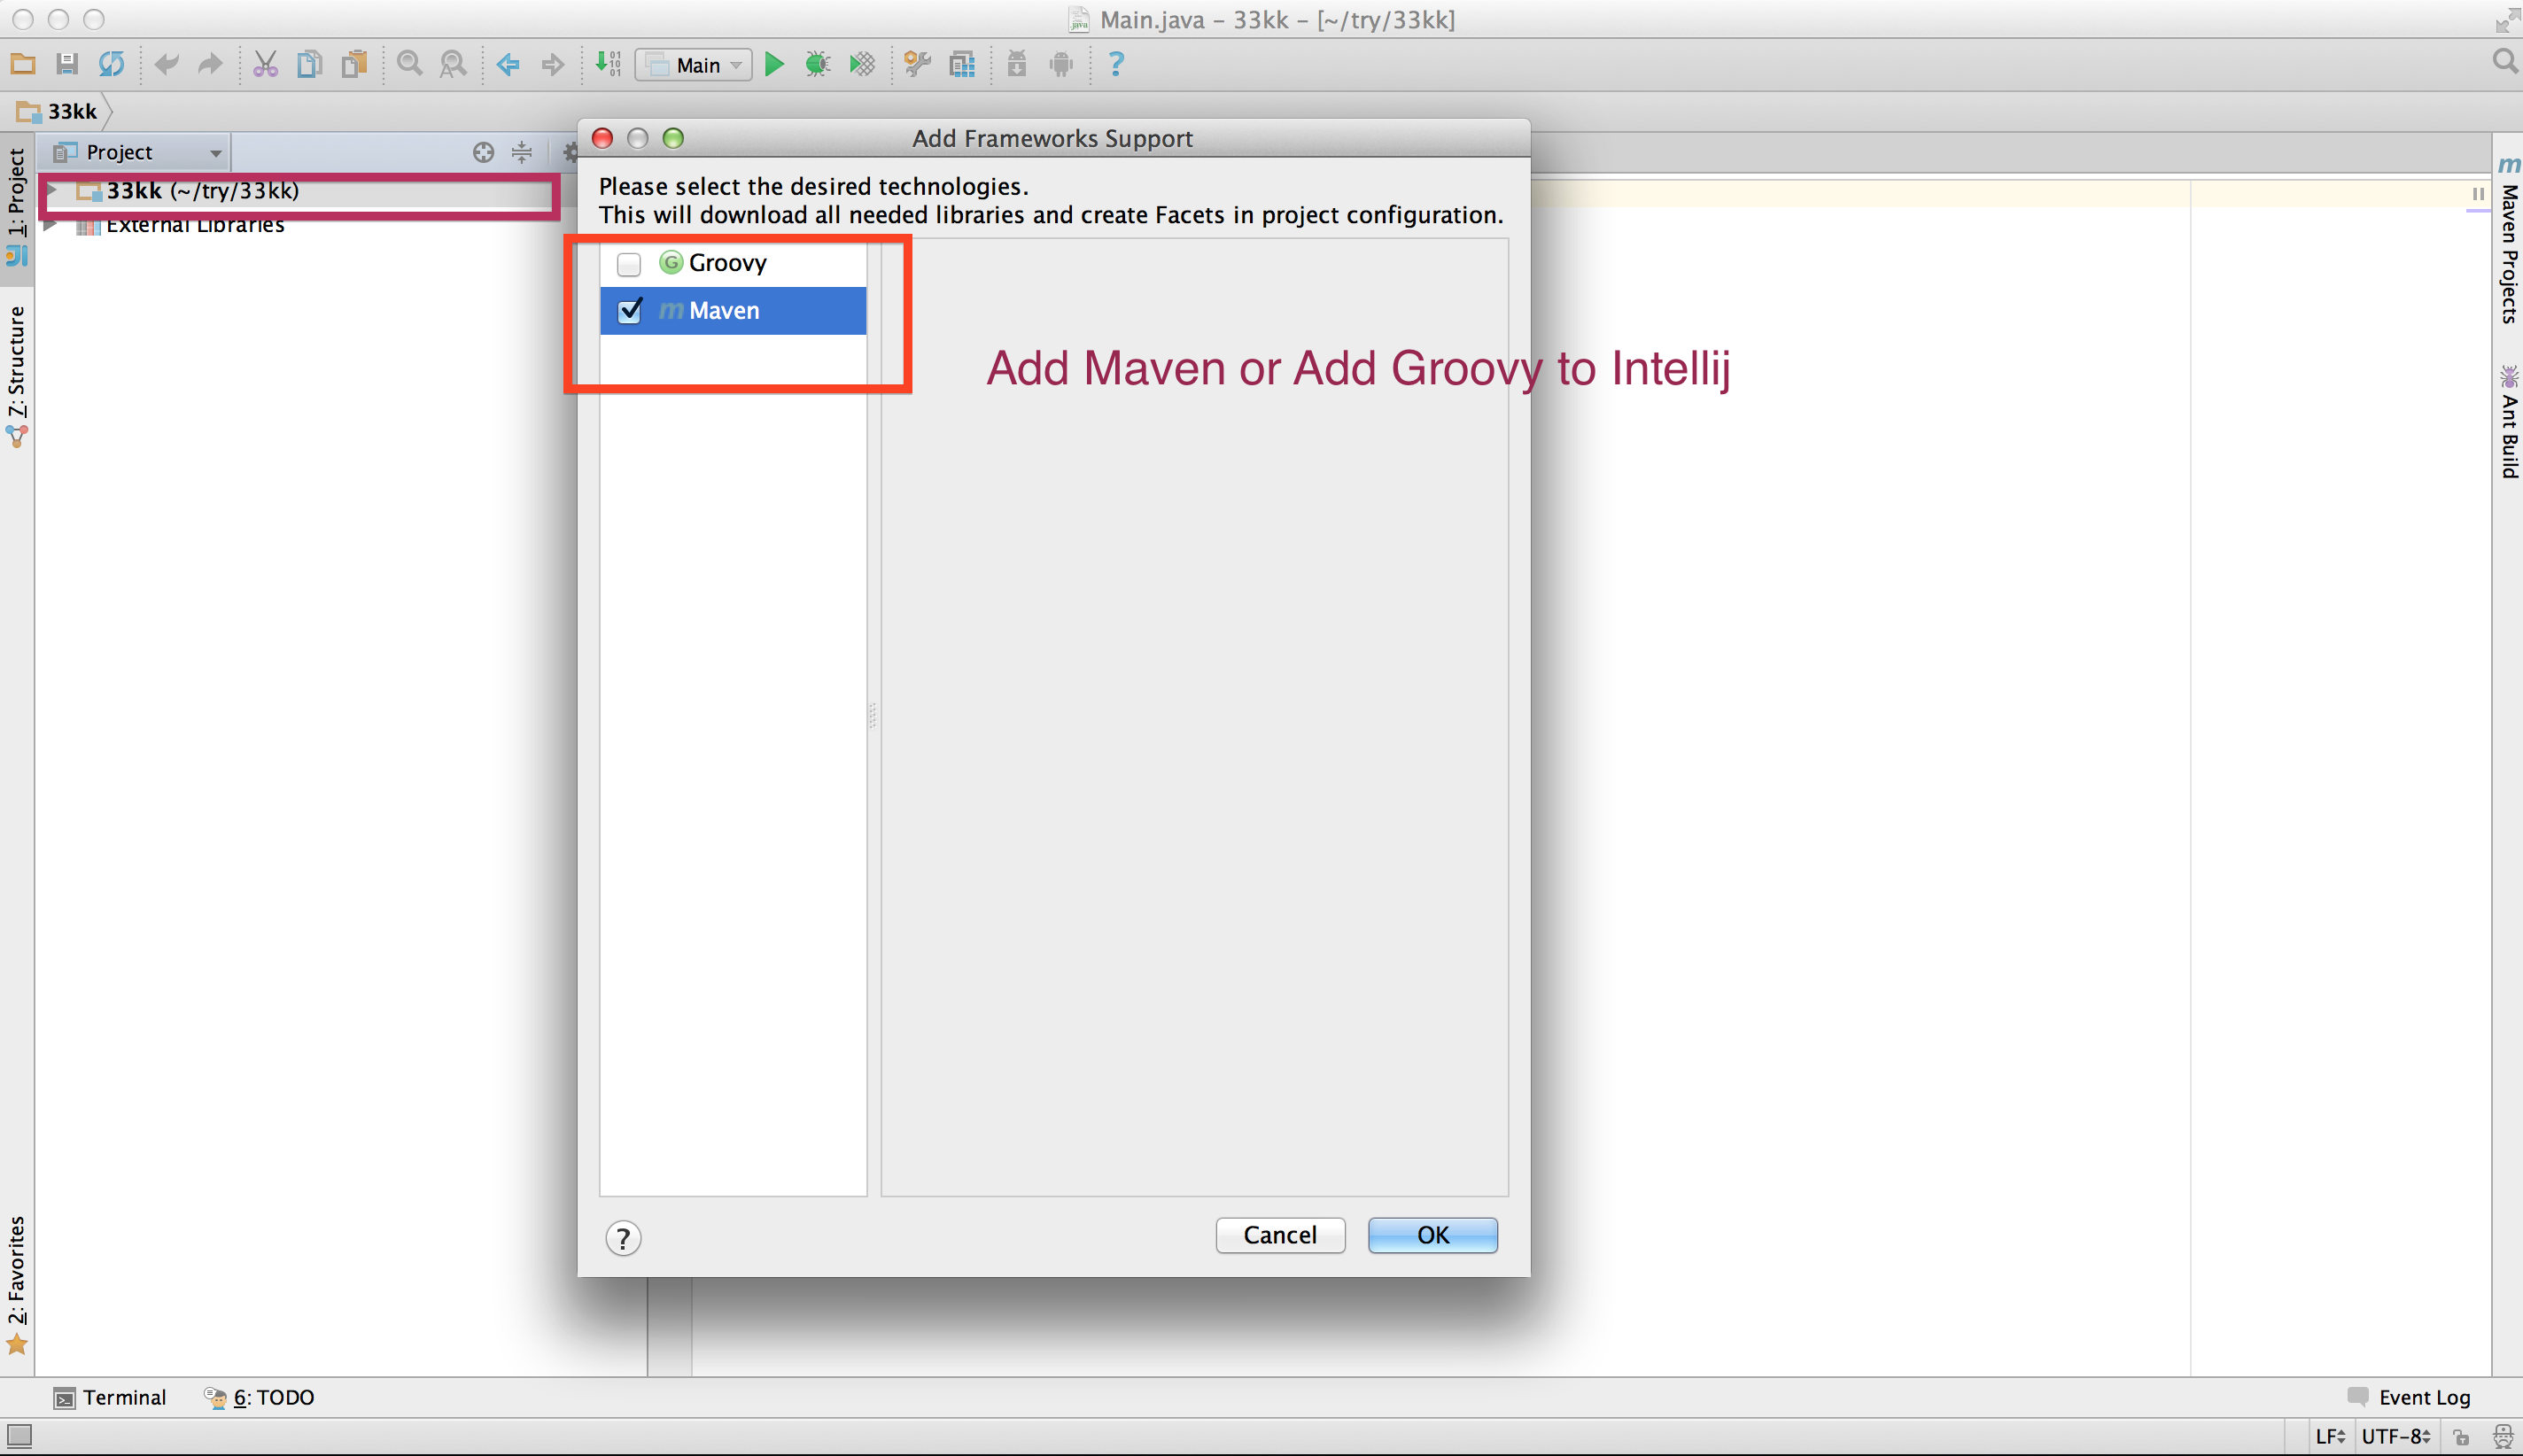 Main.java – 33kk – [~/try/33kk]
Main
?
33kk
Project
33kk (~/try/33kk)
External Libraries
1: Project
7: Structure
2: Favorites
Add Frameworks Support
Please select the desired technologies.
This will download all needed libraries and create Facets in project configuration.
G Groovy
m Maven
Add Maven or Add Groovy to Intellij
?
Cancel
OK
m Maven Projects
Ant Build
Terminal
6: TODO
Event Log
LF
UTF-8